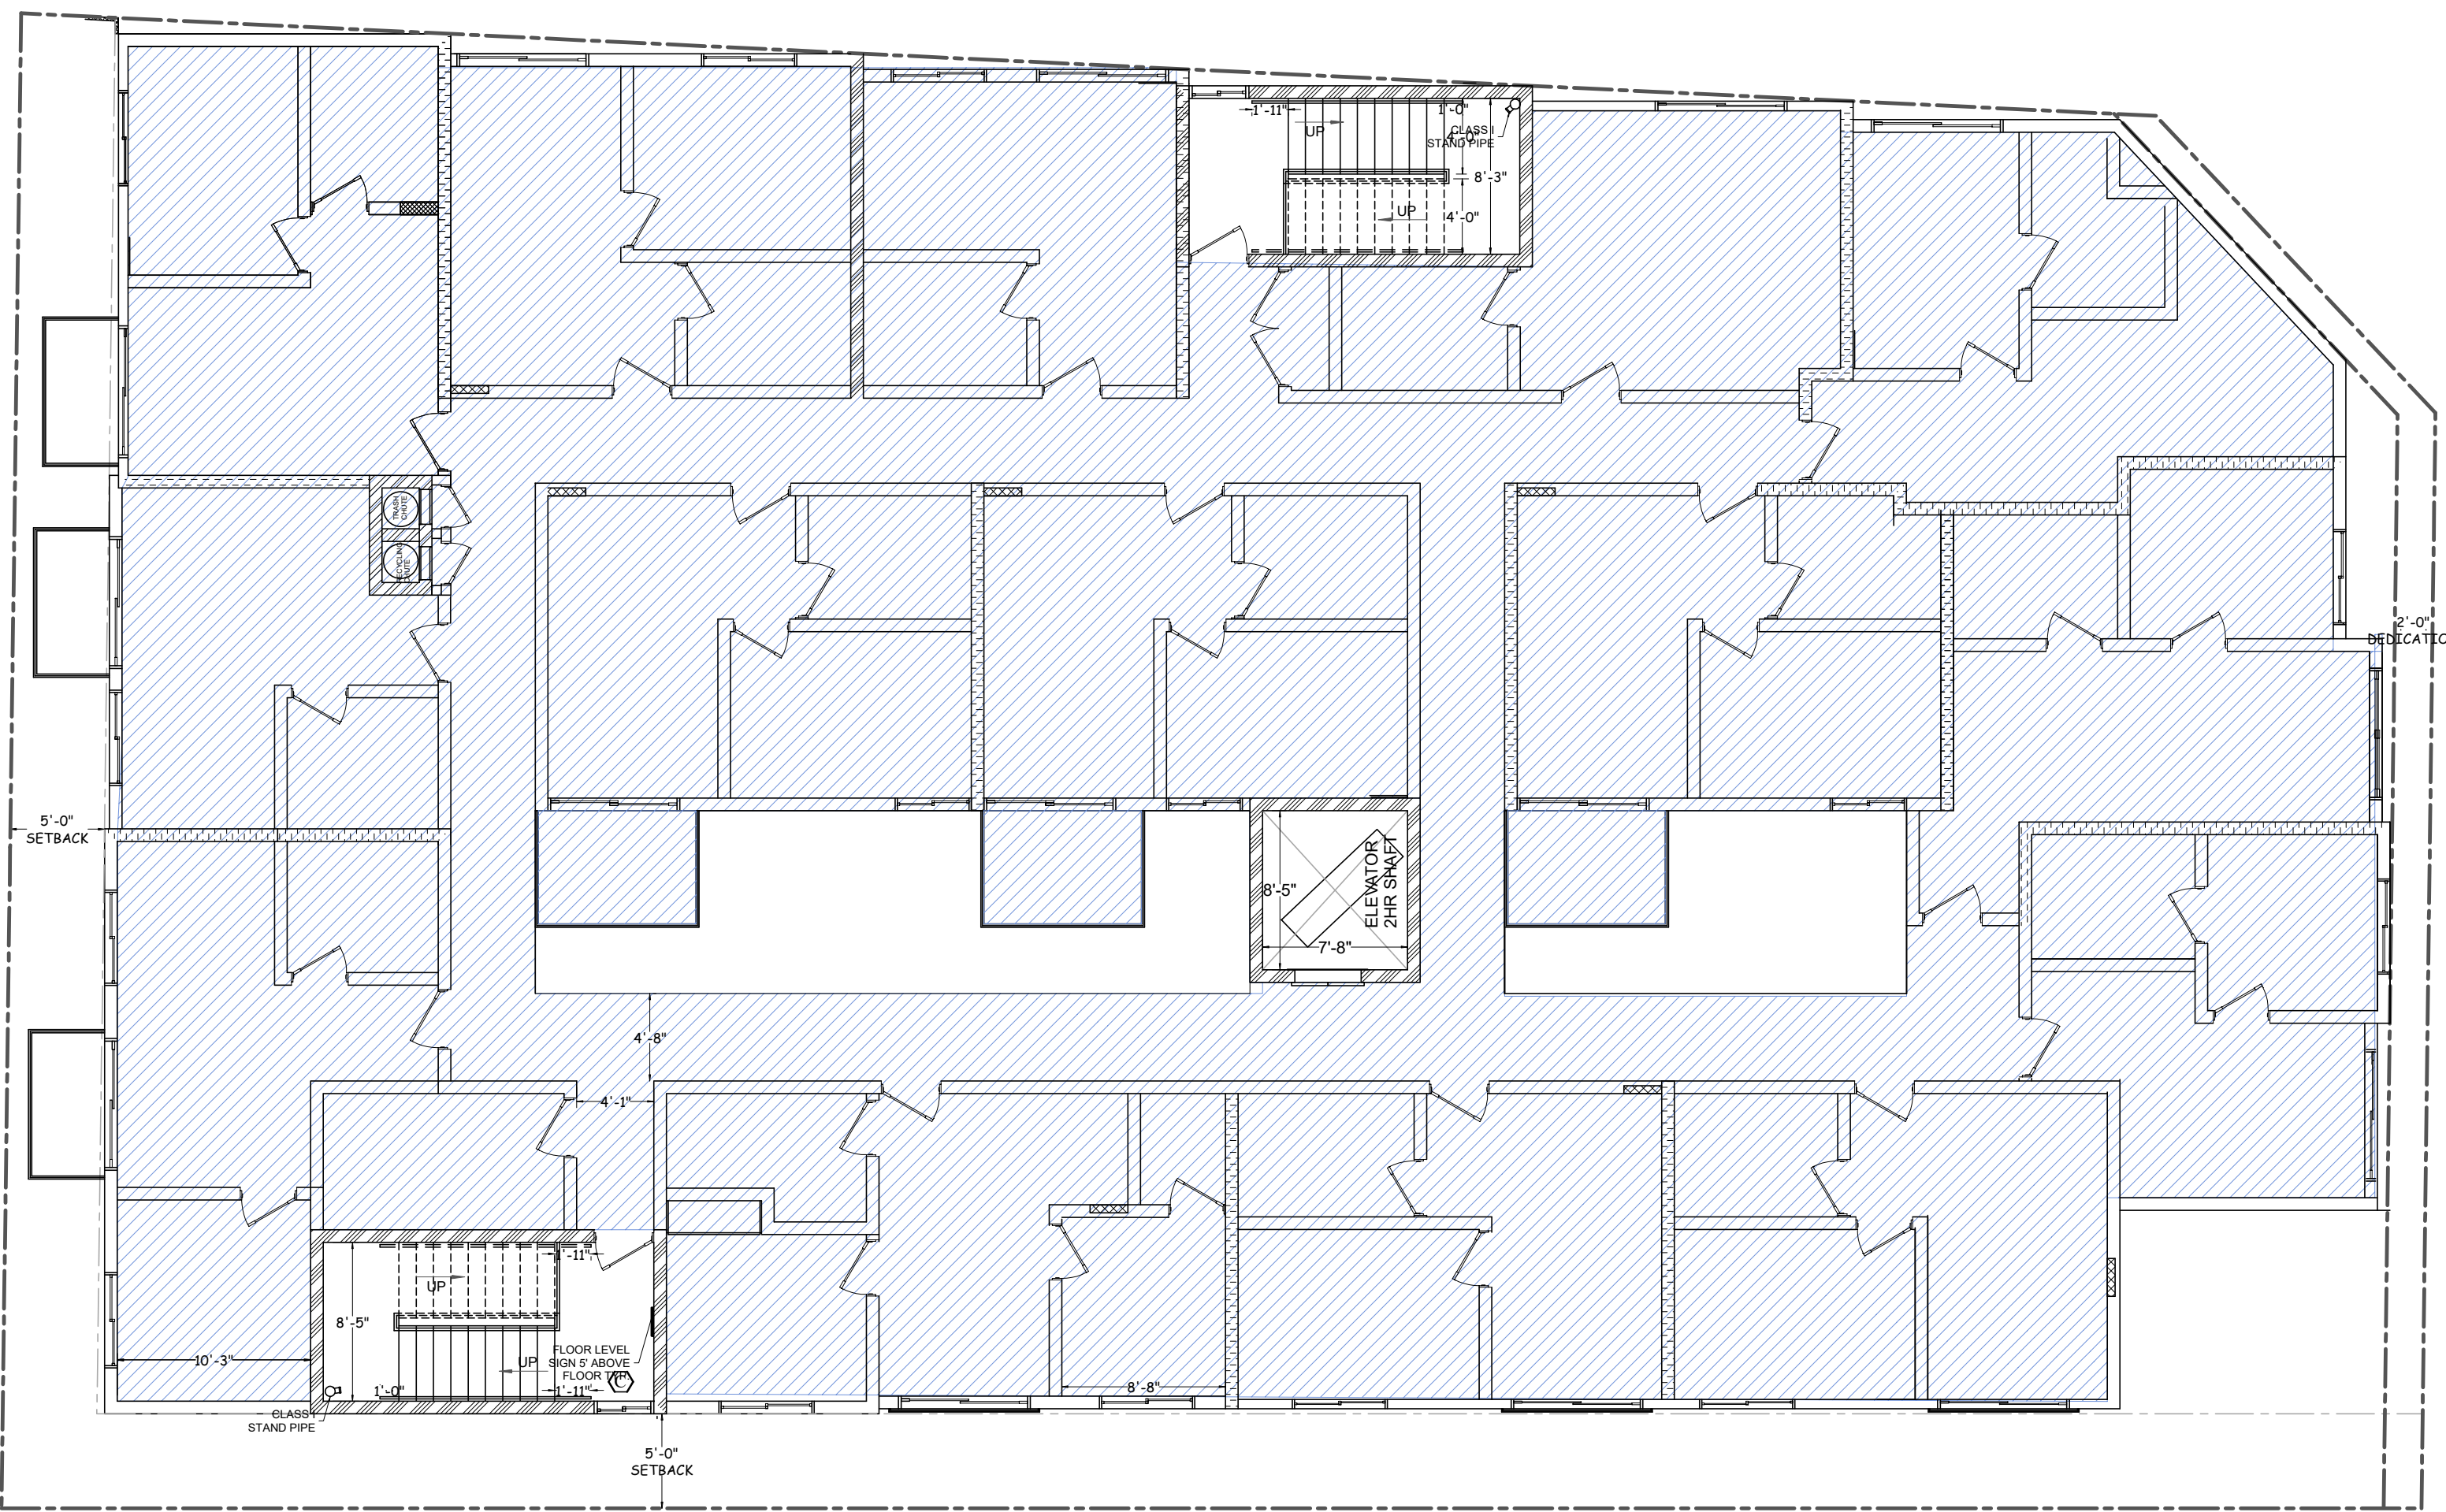 1'-11"
UP
1'-0"
CLASS I
STAND PIPE
4'-0"
8'-3"
UP
4'-0"
TRASH
CHUTE
RECYCLING
CHUTE
2'-0"
DEDICATIO
5'-0"
SETBACK
8'-5"
ELEVATOR
2HR SHAFT
7'-8"
4'-8"
4'-1"
1'-11"
UP
8'-5"
10'-3"
UP
FLOOR LEVEL
SIGN 5' ABOVE
FLOOR TYP.
C
1'-0"
1'-11"
8'-8"
CLASS I
STAND PIPE
5'-0"
SETBACK